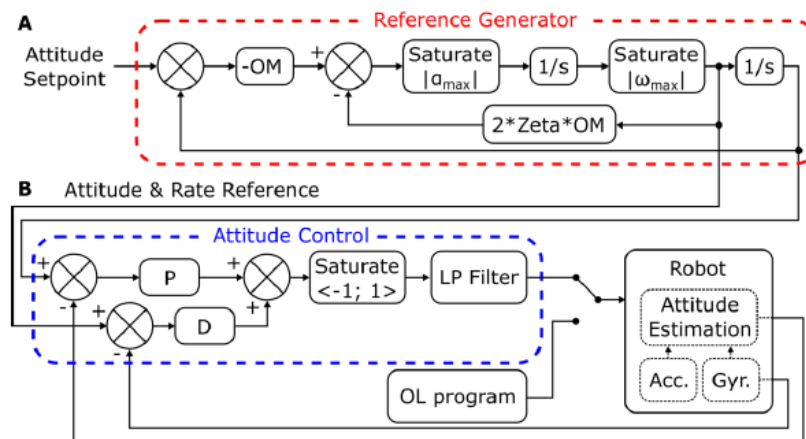 A
Reference Generator
Attitude
Setpoint
-OM
+
-
Saturate
|α_max|
1/s
Saturate
|ω_max|
1/s
2*Zeta*OM
B
Attitude & Rate Reference
Attitude Control
+
-
P
+
-
D
+
+
Saturate
<-1; 1>
LP Filter
OL program
Robot
Attitude
Estimation
Acc.
Gyr.